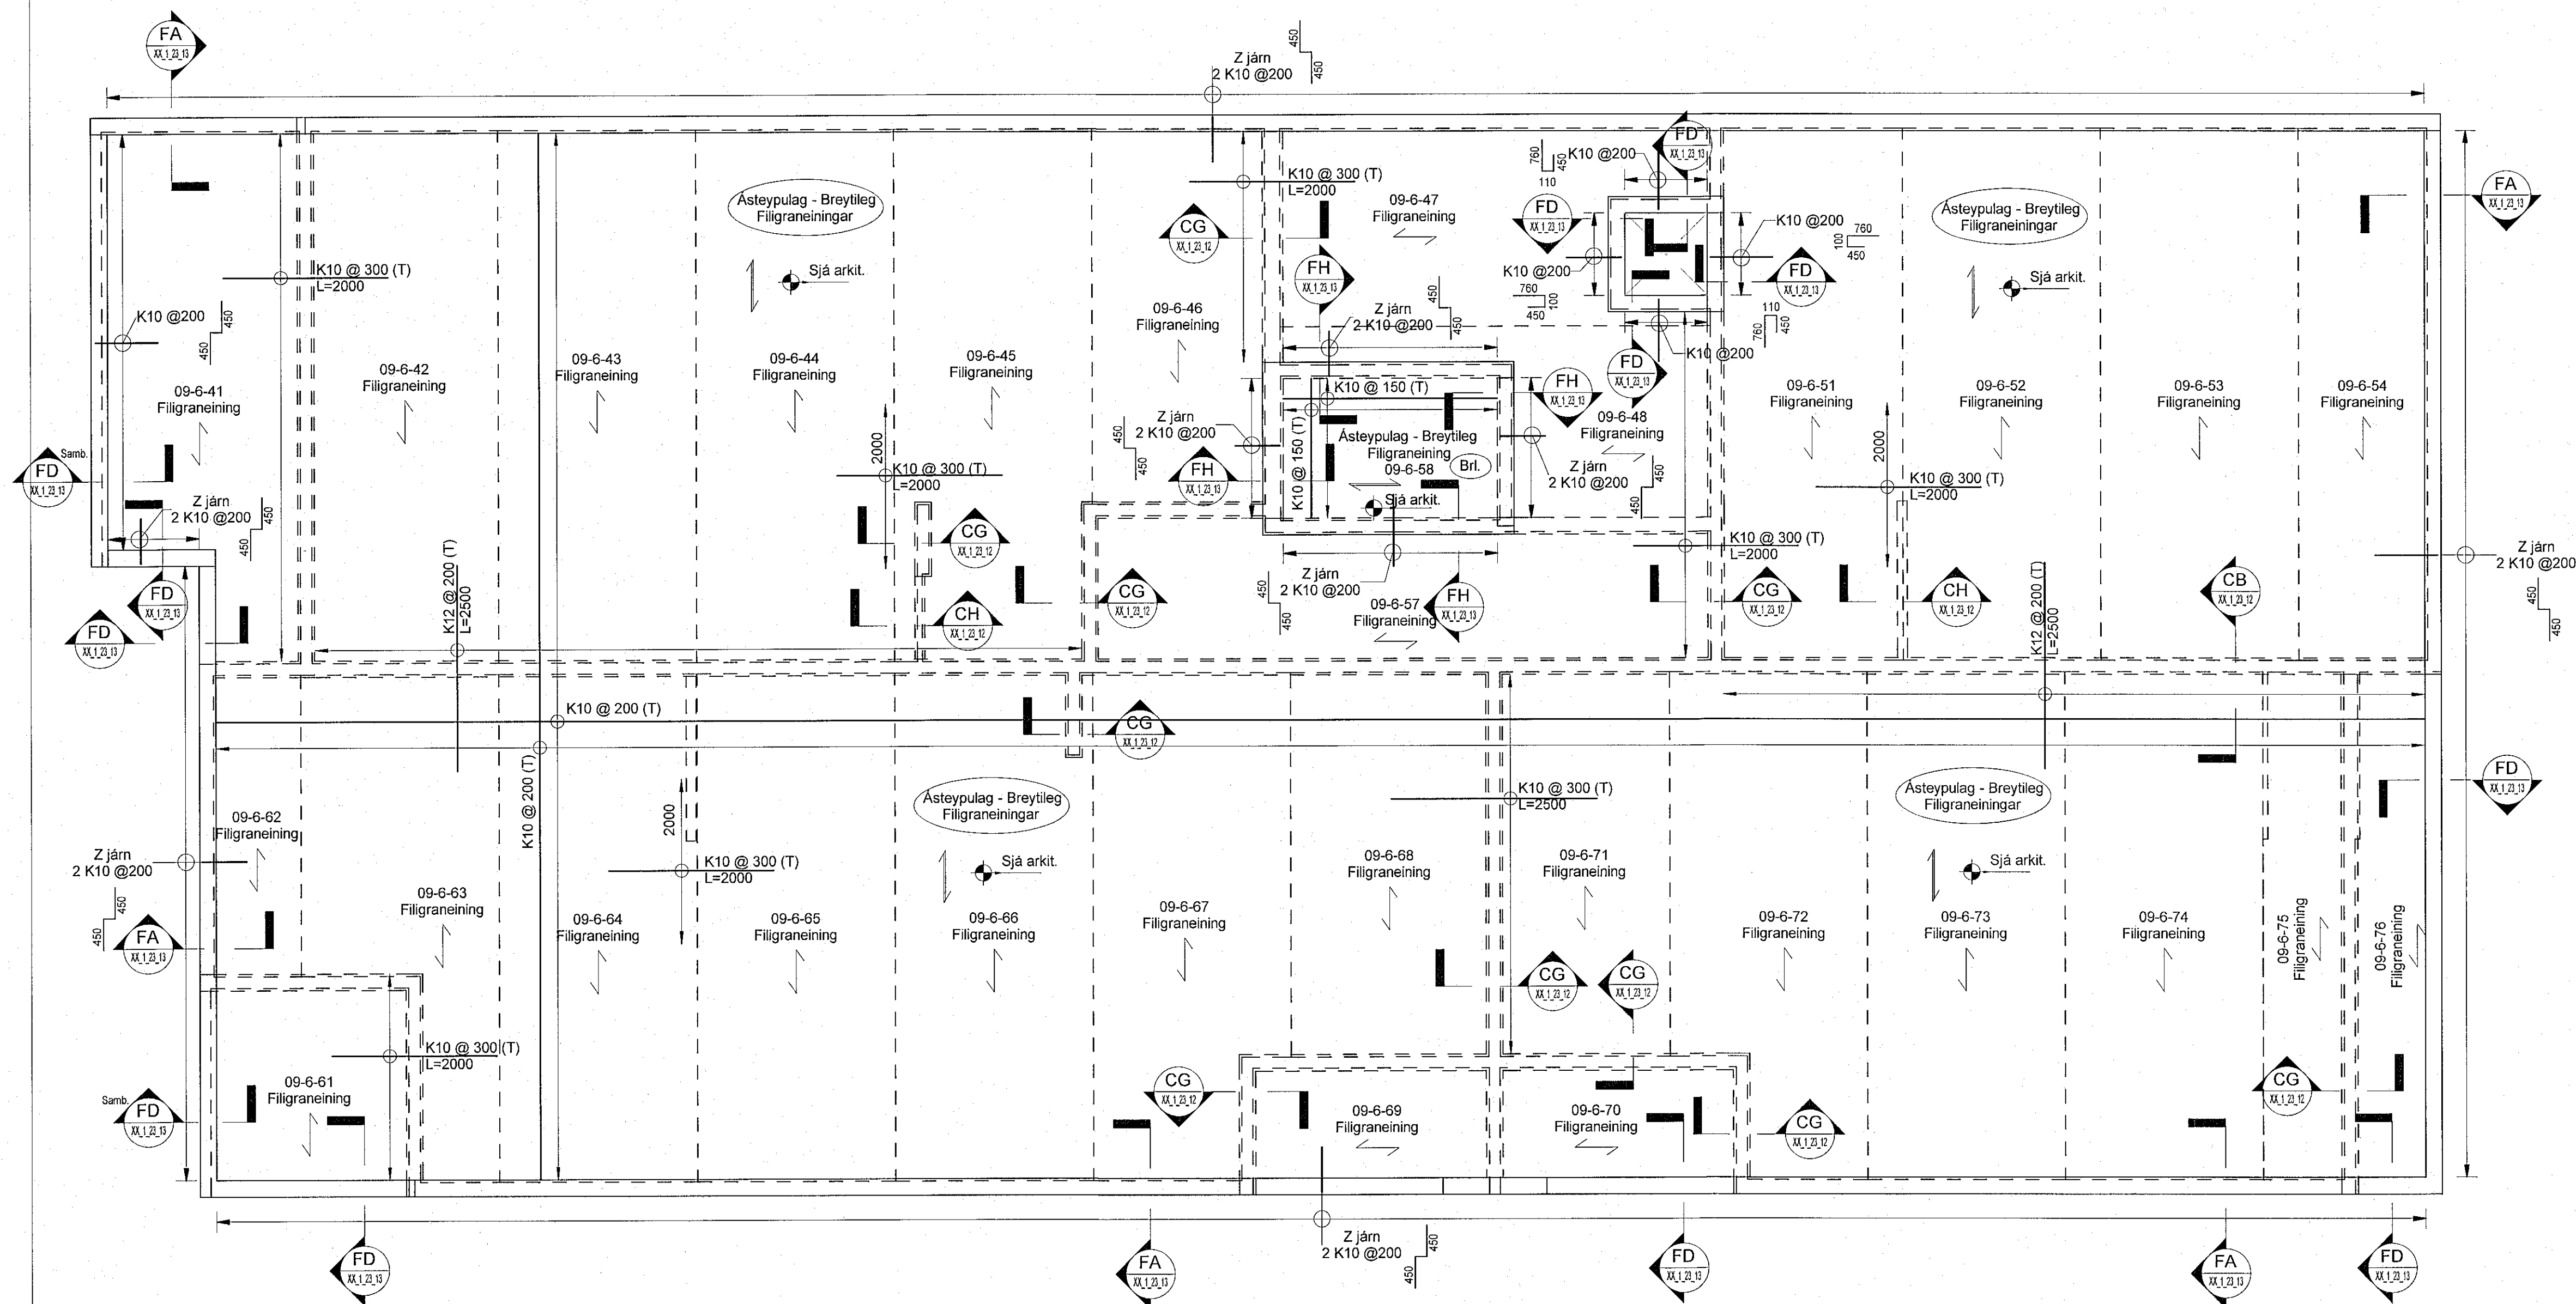 FA
XX_1_23_13
Z járn
2 K10 @200
450
450
FD
XX_1_23_13
K10 @200
760
450
110
K10 @ 300 (T)
L=2000
09-6-47
Filigraneining
Ásteypulag - Breytileg
Filigraneiningar
Ásteypulag - Breytileg
Filigraneiningar
FA
XX_1_23_13
CG
XX_1_23_12
FD
XX_1_23_13
K10 @200
760
100
450
K10 @ 300 (T)
L=2000
Sjá arkit.
FH
XX_1_23_13
K10 @200
FD
XX_1_23_13
Sjá arkit.
K10 @200
450
450
09-6-46
Filigraneining
450
450
Z járn
2 K10 @200
760
100
450
110
760
450
K10 @200
FD
XX_1_23_13
09-6-41
Filigraneining
09-6-42
Filigraneining
09-6-43
Filigraneining
09-6-44
Filigraneining
09-6-45
Filigraneining
K10 @ 150 (T)
FH
XX_1_23_13
09-6-51
Filigraneining
09-6-52
Filigraneining
09-6-53
Filigraneining
09-6-54
Filigraneining
Z járn
2 K10 @200
450
450
K10 @ 150 (T)
Ásteypulag - Breytileg
Filigraneining
09-6-58
Brl.
Sjá arkit.
09-6-48
Filigraneining
Samb.
FD
XX_1_23_13
2000
K10 @ 300 (T)
L=2000
FH
XX_1_23_13
Z járn
2 K10 @200
450
450
2000
K10 @ 300 (T)
L=2000
Z járn
2 K10 @200
450
450
CG
XX_1_23_12
K10 @ 300 (T)
L=2000
Z járn
2 K10 @200
450
450
FD
XX_1_23_13
FD
XX_1_23_13
K12 @ 200 (T)
L=2500
CH
XX_1_23_12
CG
XX_1_23_12
Z járn
2 K10 @200
450
450
09-6-57
Filigraneining
FH
XX_1_23_13
CG
XX_1_23_12
CH
XX_1_23_12
K12 @ 200 (T)
L=2500
CB
XX_1_23_12
K10 @ 200 (T)
CG
XX_1_23_12
K10 @ 200 (T)
09-6-62
Filigraneining
2000
K10 @ 300 (T)
L=2000
Ásteypulag - Breytileg
Filigraneiningar
Sjá arkit.
K10 @ 300 (T)
L=2500
Ásteypulag - Breytileg
Filigraneiningar
Sjá arkit.
FD
XX_1_23_13
Z járn
2 K10 @200
450
450
09-6-63
Filigraneining
09-6-64
Filigraneining
09-6-65
Filigraneining
09-6-66
Filigraneining
09-6-67
Filigraneining
09-6-68
Filigraneining
09-6-71
Filigraneining
09-6-72
Filigraneining
09-6-73
Filigraneining
09-6-74
Filigraneining
09-6-75
Filigraneining
09-6-76
Filigraneining
FA
XX_1_23_13
CG
XX_1_23_12
CG
XX_1_23_12
K10 @ 300 (T)
L=2000
09-6-61
Filigraneining
Samb.
FD
XX_1_23_13
CG
XX_1_23_12
09-6-69
Filigraneining
09-6-70
Filigraneining
CG
XX_1_23_12
CG
XX_1_23_12
Z járn
2 K10 @200
450
450
FD
XX_1_23_13
FA
XX_1_23_13
FD
XX_1_23_13
FA
XX_1_23_13
FD
XX_1_23_13